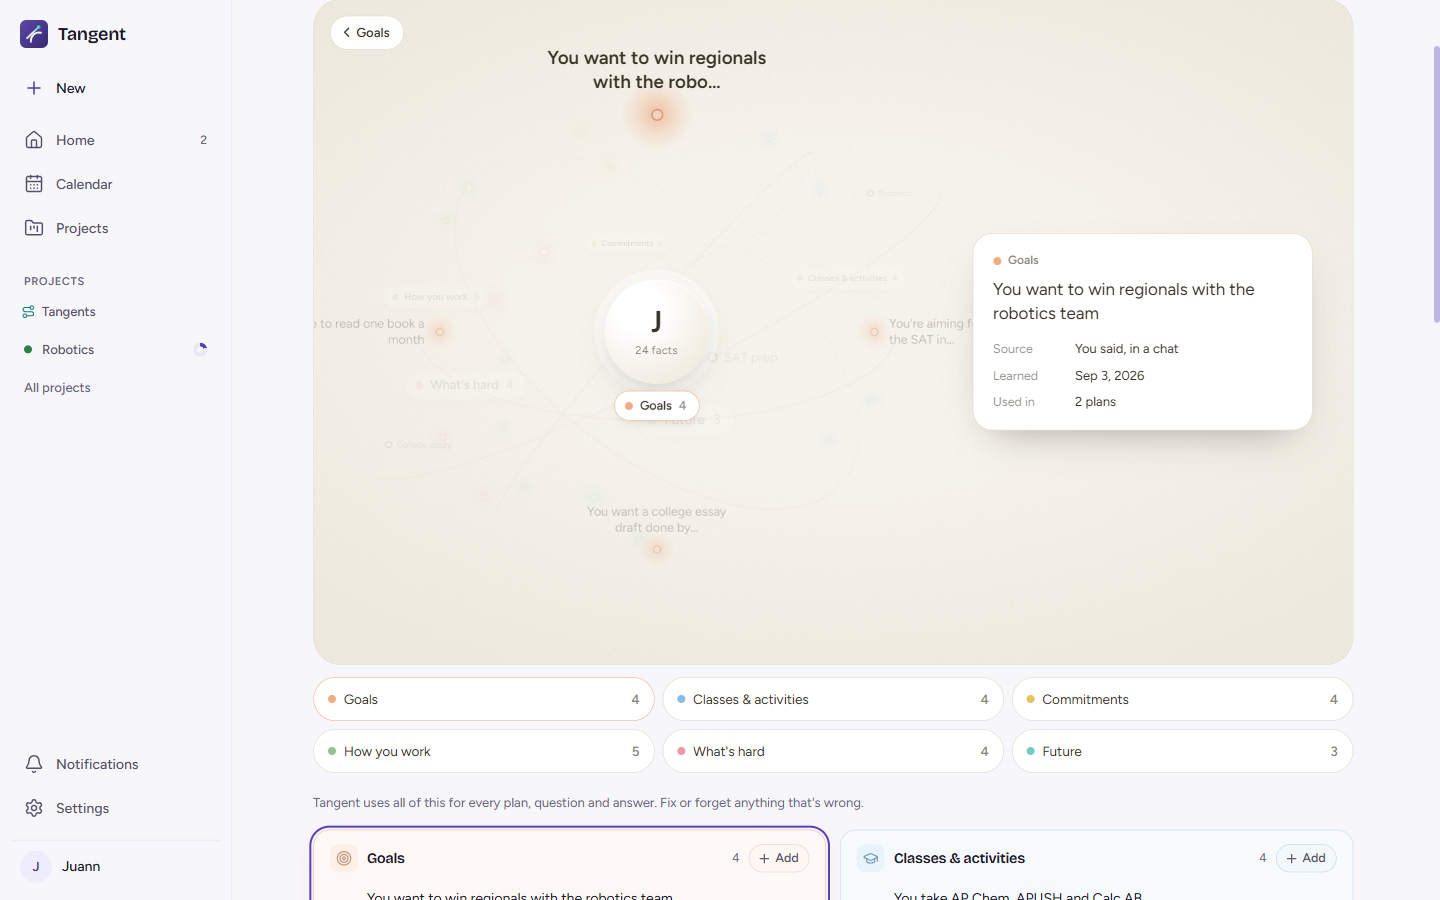 Tangent
New
Home 2
Calendar
Projects
PROJECTS
Tangents
Robotics
All projects
Notifications
Settings
J Juann
Goals
You want to win regionals
with the robo...
Robotics
Commitments 4
Classes & activities 4
How you work 5
e to read one book a
month
J
24 facts
You're aiming f
the SAT in...
SAT prep
What's hard 4
Goals 4
Future 3
College essay
You want a college essay
draft done by...
Goals
You want to win regionals with the
robotics team
Source You said, in a chat
Learned Sep 3, 2026
Used in 2 plans
Goals 4
Classes & activities 4
Commitments 4
How you work 5
What's hard 4
Future 3
Tangent uses all of this for every plan, question and answer. Fix or forget anything that's wrong.
Goals 4 + Add
Classes & activities 4 + Add
You want to win regionals with the robotics team
You take AP Chem, APUSH and Calc AB